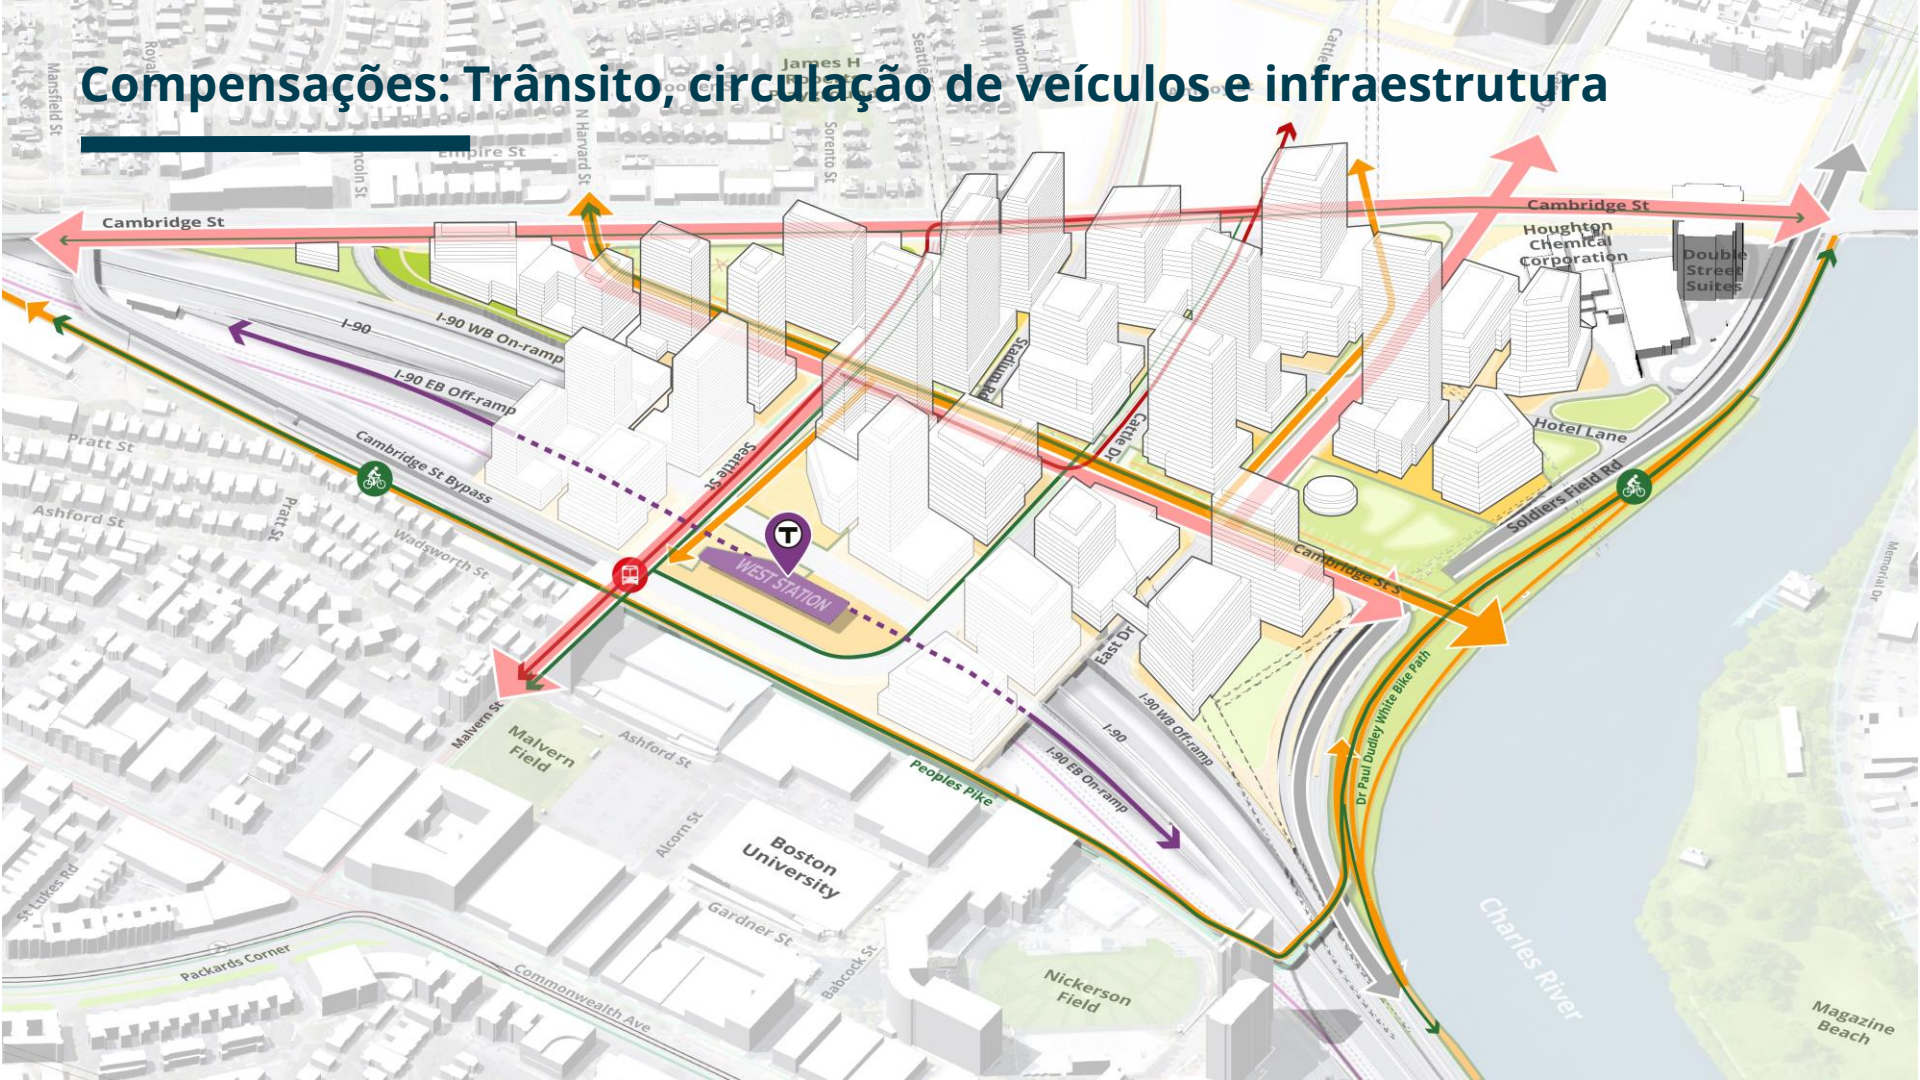 Compensações: Trânsito, circulação de veículos e infraestrutura
Mansfield St
N Harvard St
Empire St
Sorento St
James H
Cambridge St
Cambridge St
Houghton
Chemical
Corporation
Double
Street
Suites
I-90
I-90 WB On-ramp
I-90 EB Off-ramp
Cambridge St Bypass
Stadium Rd
Seattle St
Cattle Dr
Hotel Lane
Soldiers Field Rd
Pratt St
Ashford St
Pratt St
Wadsworth St
T
WEST STATION
Cambridge St S
East Dr
Memorial Dr
Malvern St
Malvern
Field
Ashford St
Peoples Pike
I-90
I-90 EB On-ramp
I-90 WB Off-ramp
Dr Paul Dudley White Bike Path
Alcorn St
Boston
University
St Lukes Rd
Gardner St
Babcock St
Packards Corner
Commonwealth Ave
Nickerson
Field
Charles River
Magazine
Beach